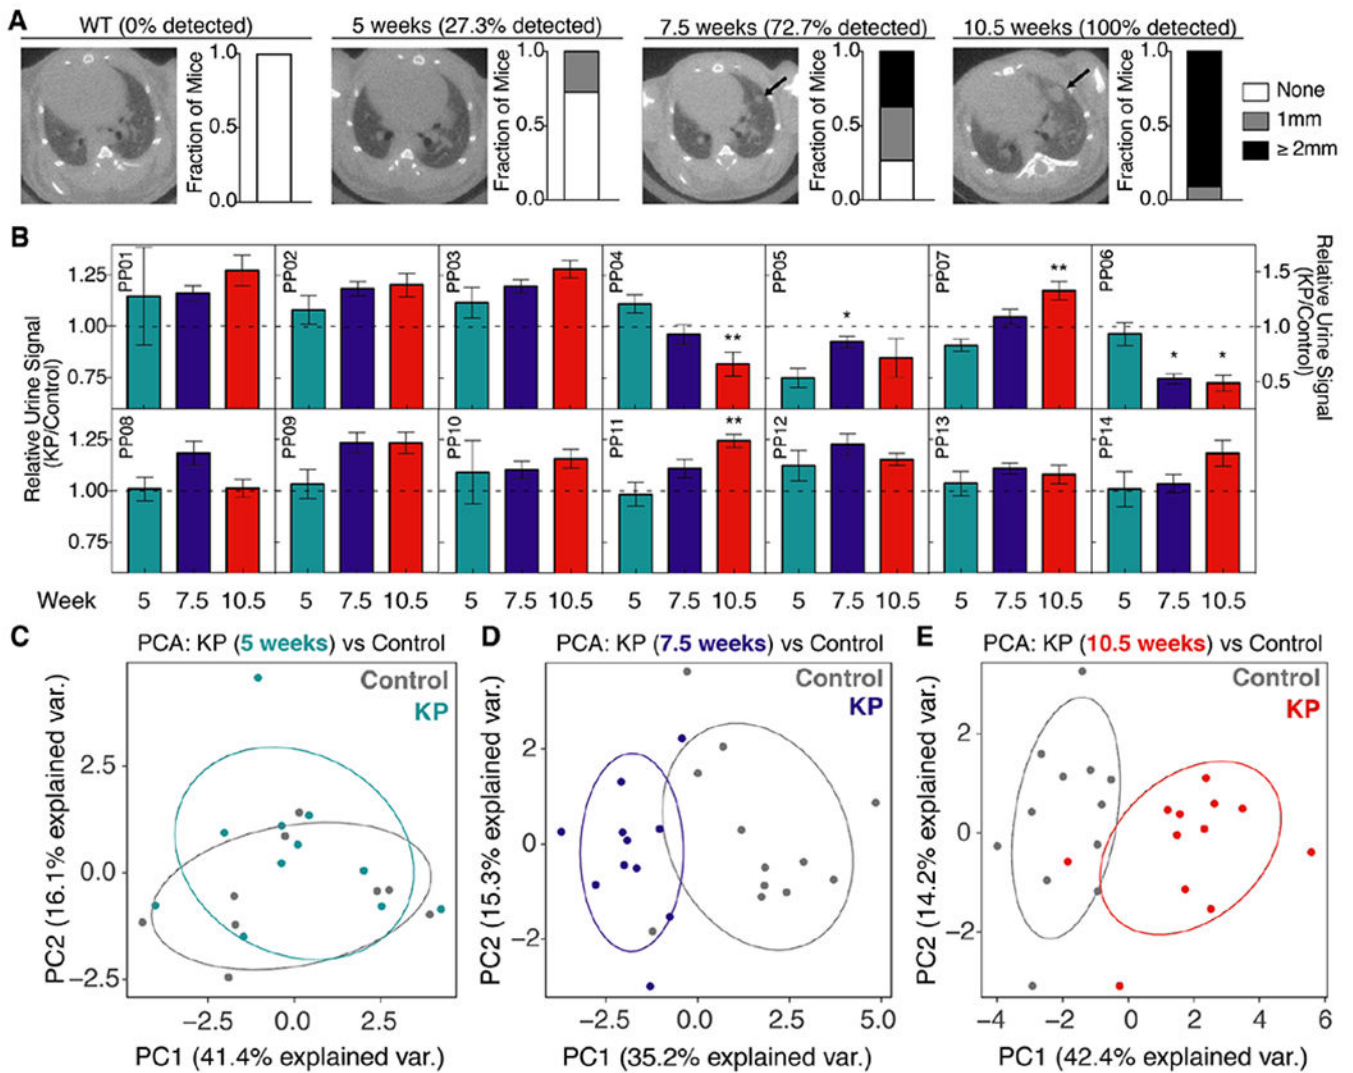 A
WT (0% detected)
5 weeks (27.3% detected)
7.5 weeks (72.7% detected)
10.5 weeks (100% detected)
Fraction of Mice
1.0
0.5
0.0
Fraction of Mice
1.0
0.5
0.0
Fraction of Mice
1.0
0.5
0.0
Fraction of Mice
1.0
0.5
0.0
None
1mm
≥ 2mm
B
Relative Urine Signal
(KP/Control)
1.25
1.00
0.75
1.25
1.00
0.75
PP01
PP02
PP03
PP04
**
PP05
*
PP07
**
PP06
*
*
1.5
1.0
0.5
Relative Urine Signal
(KP/Control)
PP08
PP09
PP10
PP11
**
PP12
PP13
PP14
Week
5 7.5 10.5
5 7.5 10.5
5 7.5 10.5
5 7.5 10.5
5 7.5 10.5
5 7.5 10.5
5 7.5 10.5
C
PCA: KP (5 weeks) vs Control
Control
KP
PC2 (16.1% explained var.)
2.5
0.0
−2.5
−2.5 0.0 2.5
PC1 (41.4% explained var.)
D
PCA: KP (7.5 weeks) vs Control
Control
KP
PC2 (15.3% explained var.)
2
0
−2
−2.5 0.0 2.5 5.0
PC1 (35.2% explained var.)
E
PCA: KP (10.5 weeks) vs Control
Control
KP
PC2 (14.2% explained var.)
2
0
−2
−4 −2 0 2 4 6
PC1 (42.4% explained var.)